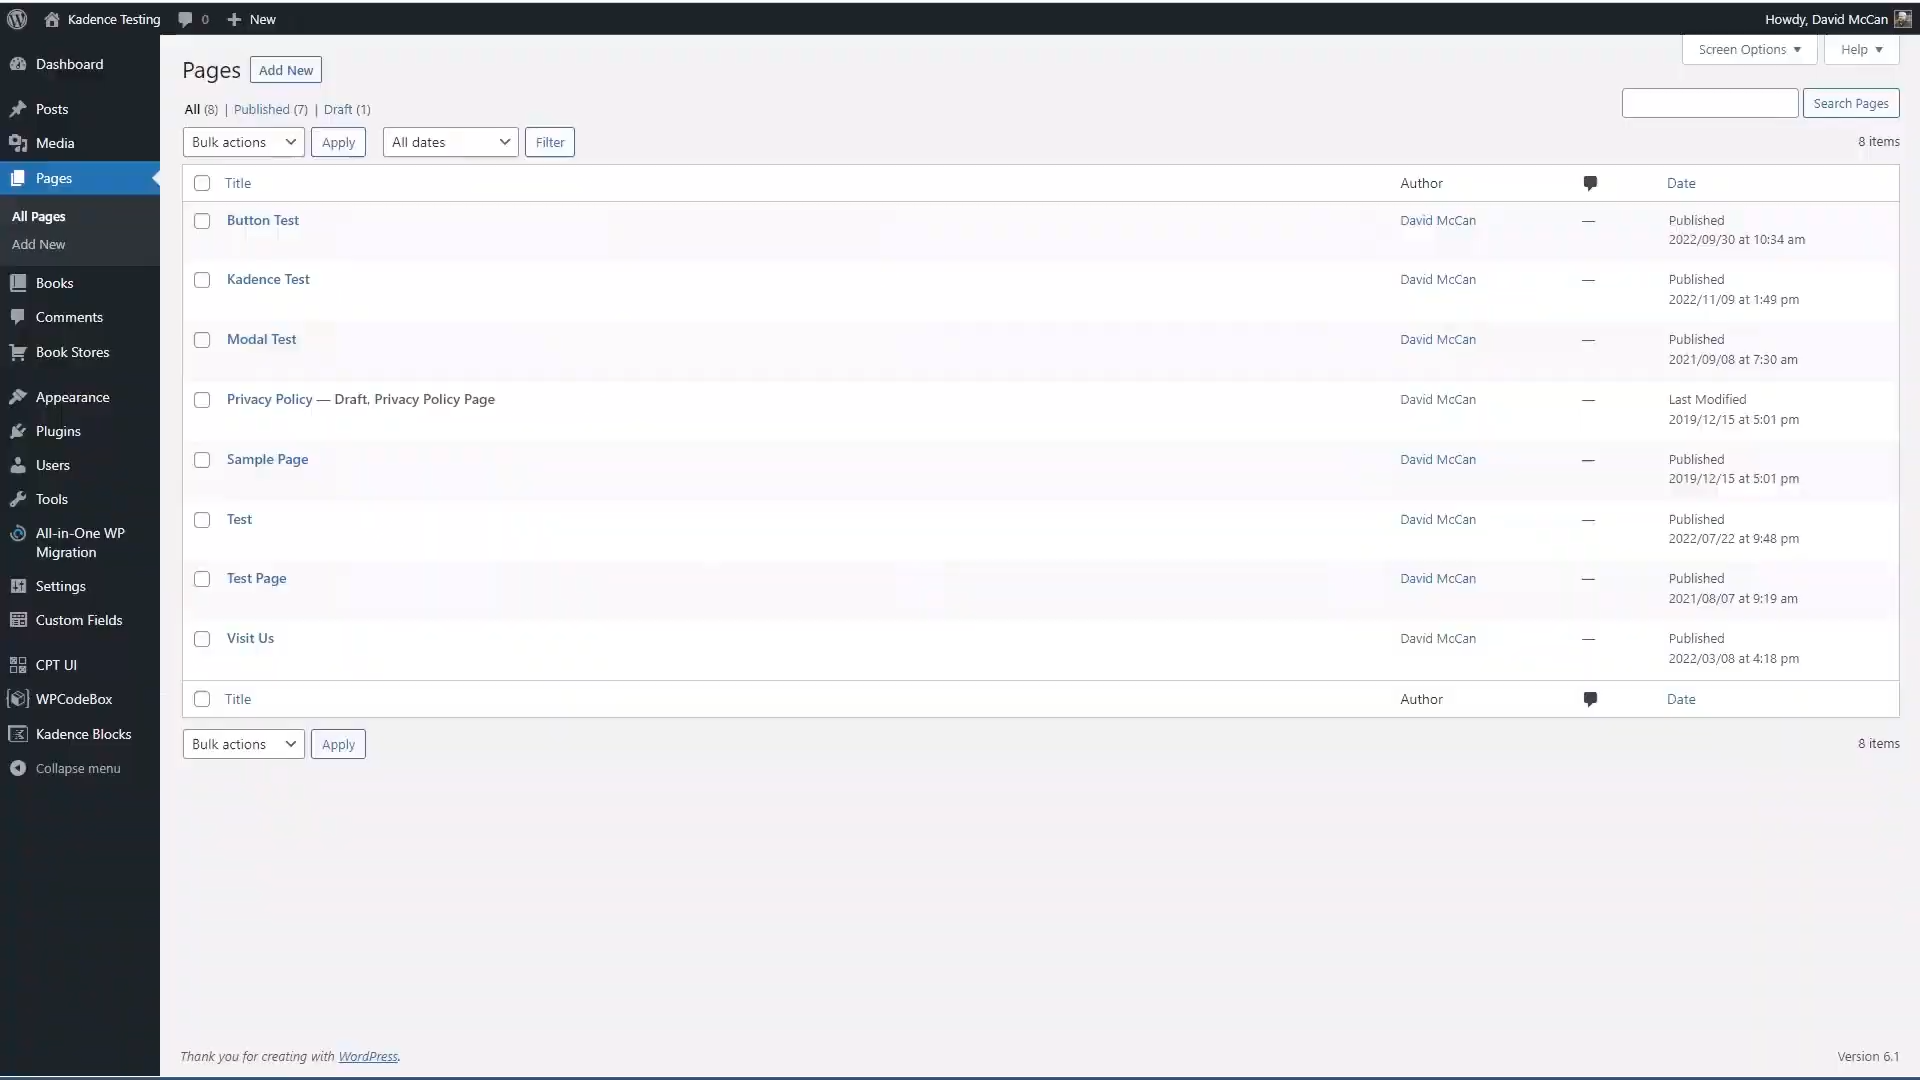 Kadence Testing 0 New Howdy, David McCan
Screen Options Help
Dashboard
Posts
Media
Pages
All Pages
Add New
Books
Comments
Book Stores
Appearance
Plugins
Users
Tools
All-in-One WP
Migration
Settings
Custom Fields
CPT UI
WPCodeBox
Kadence Blocks
Collapse menu
Pages Add New
All (8) | Published (7) | Draft (1)
Search Pages
Bulk actions Apply All dates Filter 8 items
Title Author Date
Button Test David McCan — Published
2022/09/30 at 10:34 am
Kadence Test David McCan — Published
2022/11/09 at 1:49 pm
Modal Test David McCan — Published
2021/09/08 at 7:30 am
Privacy Policy — Draft, Privacy Policy Page David McCan — Last Modified
2019/12/15 at 5:01 pm
Sample Page David McCan — Published
2019/12/15 at 5:01 pm
Test David McCan — Published
2022/07/22 at 9:48 pm
Test Page David McCan — Published
2021/08/07 at 9:19 am
Visit Us David McCan — Published
2022/03/08 at 4:18 pm
Title Author Date
Bulk actions Apply 8 items
Thank you for creating with WordPress. Version 6.1